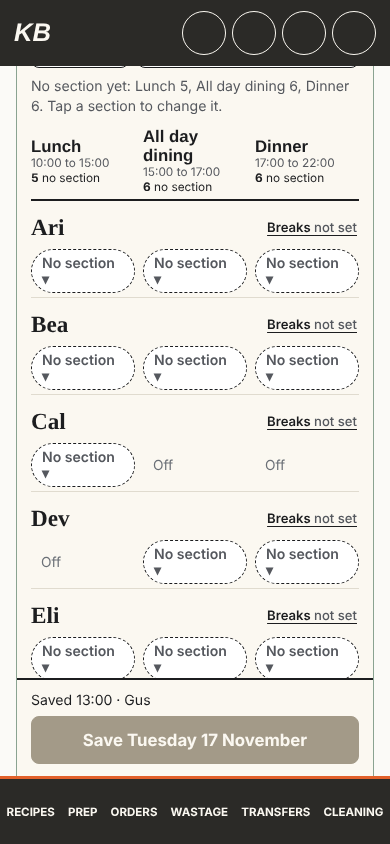 KB
No section yet: Lunch 5, All day dining 6, Dinner
6. Tap a section to change it.
Lunch
10:00 to 15:00
5 no section
All day
dining
15:00 to 17:00
6 no section
Dinner
17:00 to 22:00
6 no section
Ari
Breaks not set
No section ▾
No section ▾
No section ▾
Bea
Breaks not set
No section ▾
No section ▾
No section ▾
Cal
Breaks not set
No section ▾
Off
Off
Dev
Breaks not set
Off
No section ▾
No section ▾
Eli
Breaks not set
No section ▾
No section ▾
No section ▾
Saved 13:00 · Gus
Save Tuesday 17 November
RECIPES PREP ORDERS WASTAGE TRANSFERS CLEANING